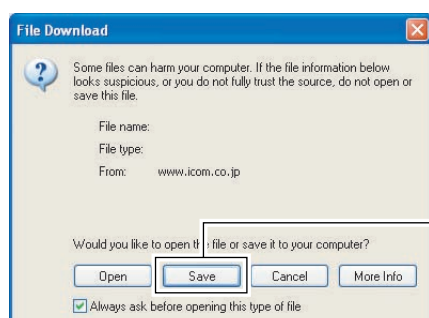 File Download
Some files can harm your computer. If the file information below
looks suspicious, or you do not fully trust the source, do not open or
save this file.
File name:
File type:
From: www.icom.co.jp
Would you like to open the file or save it to your computer?
Open Save Cancel More Info
Always ask before opening this type of file